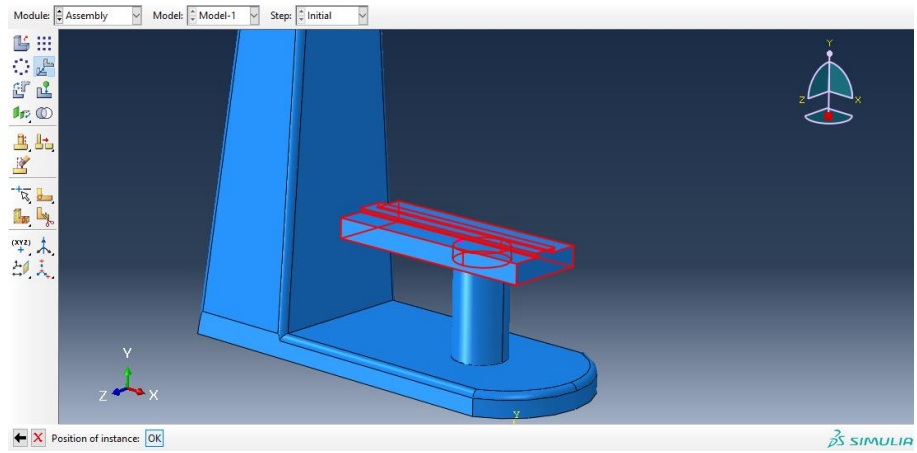 Module: Assembly Model: Model-1 Step: Initial
Y
Z X
(XYZ)
Y
Z X
Y
Position of instance: OK
SIMULIA